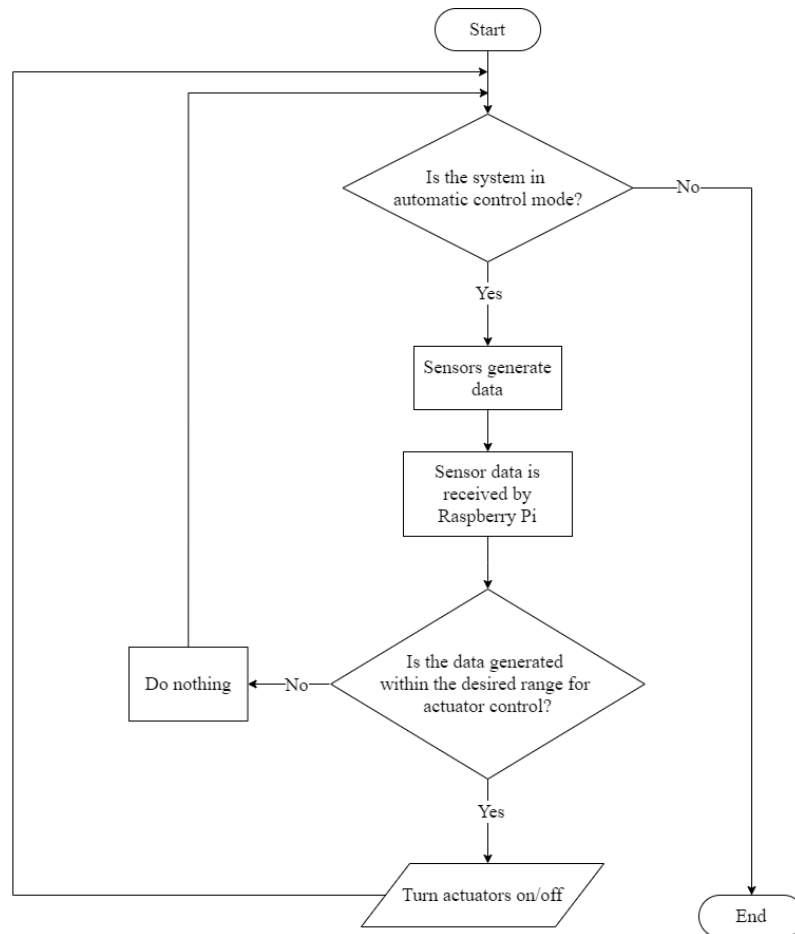 Start
Is the system in
automatic control mode?
No
Yes
Sensors generate
data
Sensor data is
received by
Raspberry Pi
Is the data generated
within the desired range for
actuator control?
No
Do nothing
Yes
Turn actuators on/off
End